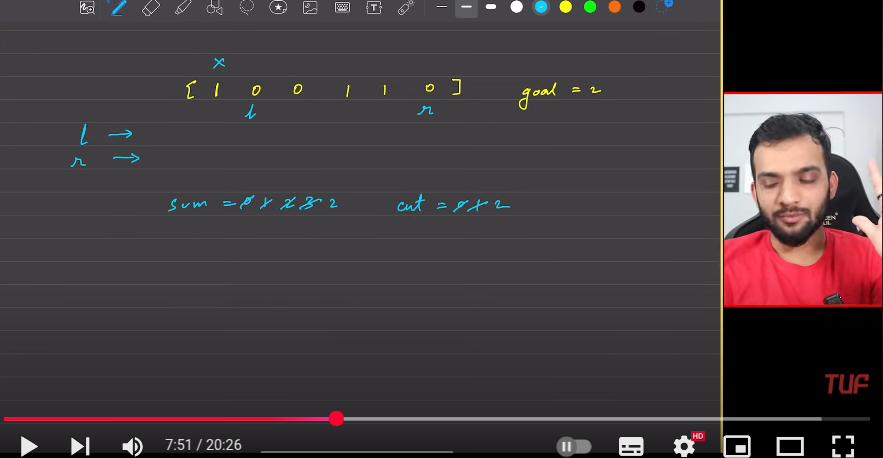 x
[ 1 0 0 1 1 0 ] goal = 2
l r
l →
r →
sum = 0 1 2 3 2 cnt = 0 1 2
TUF
7:51 / 20:26
HD